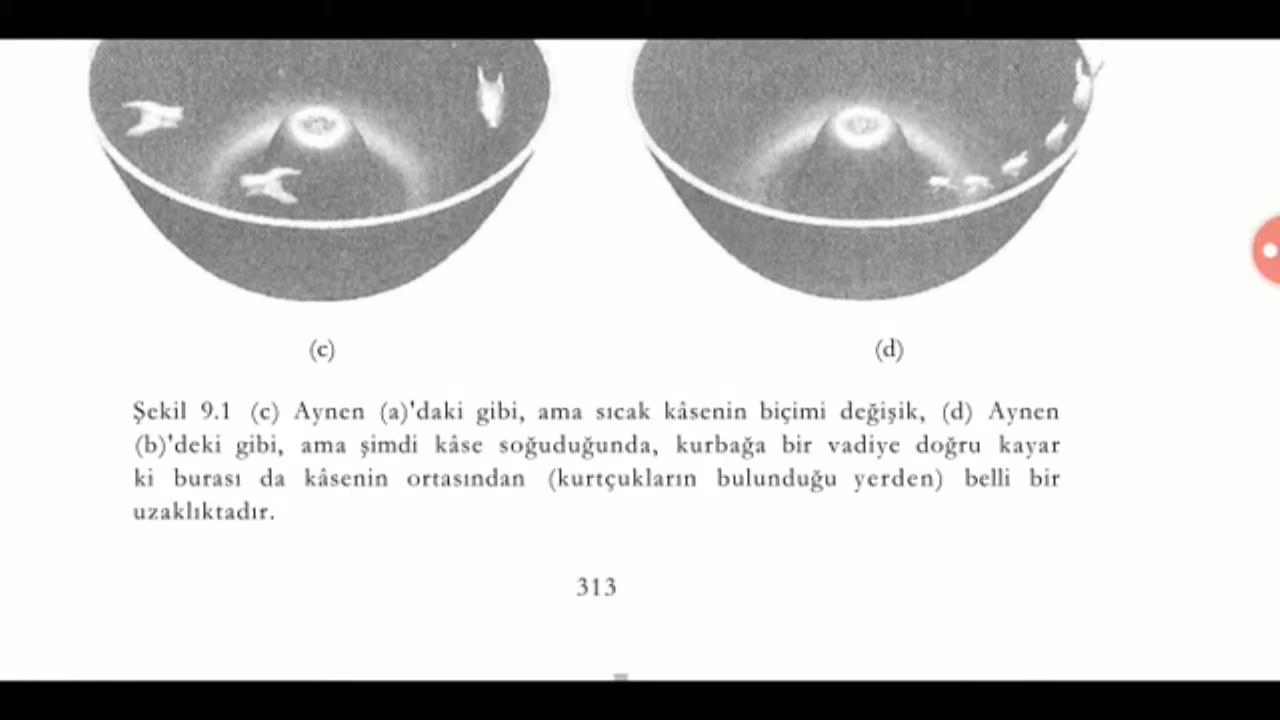 (c)
(d)
Şekil 9.1 (c) Aynen (a)'daki gibi, ama sıcak kâsenin biçimi değişik, (d) Aynen
(b)'deki gibi, ama şimdi kâse soğuduğunda, kurbağa bir vadiye doğru kayar
ki burası da kâsenin ortasından (kurtçukların bulunduğu yerden) belli bir
uzaklıktadır.
313